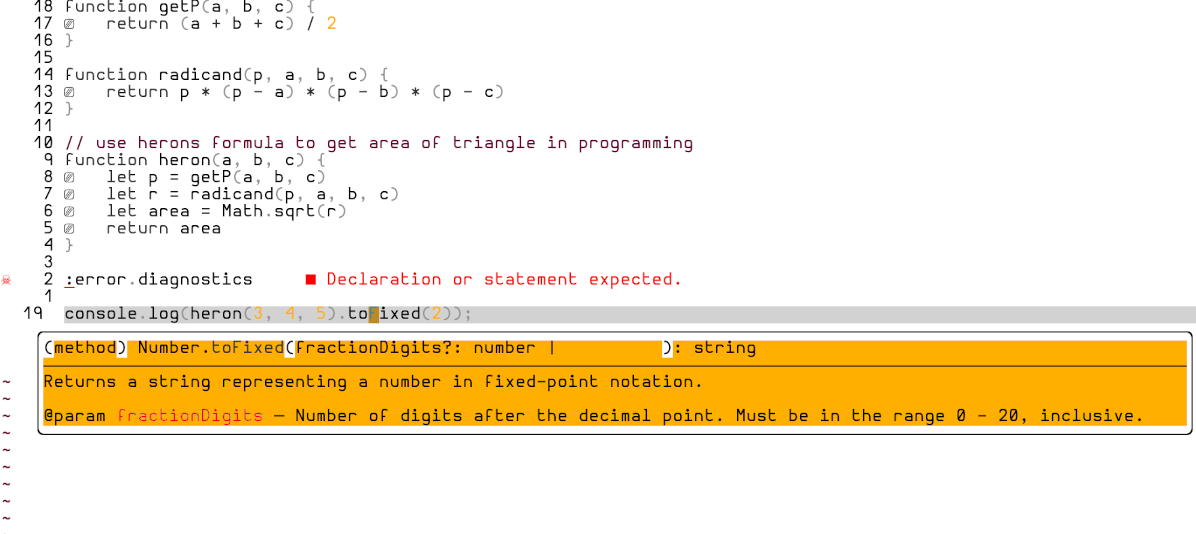 18 function getP(a, b, c) {
17 return (a + b + c) / 2
16 }
15
14 function radicand(p, a, b, c) {
13 return p * (p - a) * (p - b) * (p - c)
12 }
11
10 // use herons formula to get area of triangle in programming
9 function heron(a, b, c) {
8 let p = getP(a, b, c)
7 let r = radicand(p, a, b, c)
6 let area = Math.sqrt(r)
5 return area
4 }
3
2 :error.diagnostics ■ Declaration or statement expected.
1
19 console.log(heron(3, 4, 5).toFixed(2));
(method) Number.toFixed(fractionDigits?: number | ): string
~ Returns a string representing a number in fixed-point notation.
~
~ @param fractionDigits — Number of digits after the decimal point. Must be in the range 0 - 20, inclusive.
~
~
~
~
~
~